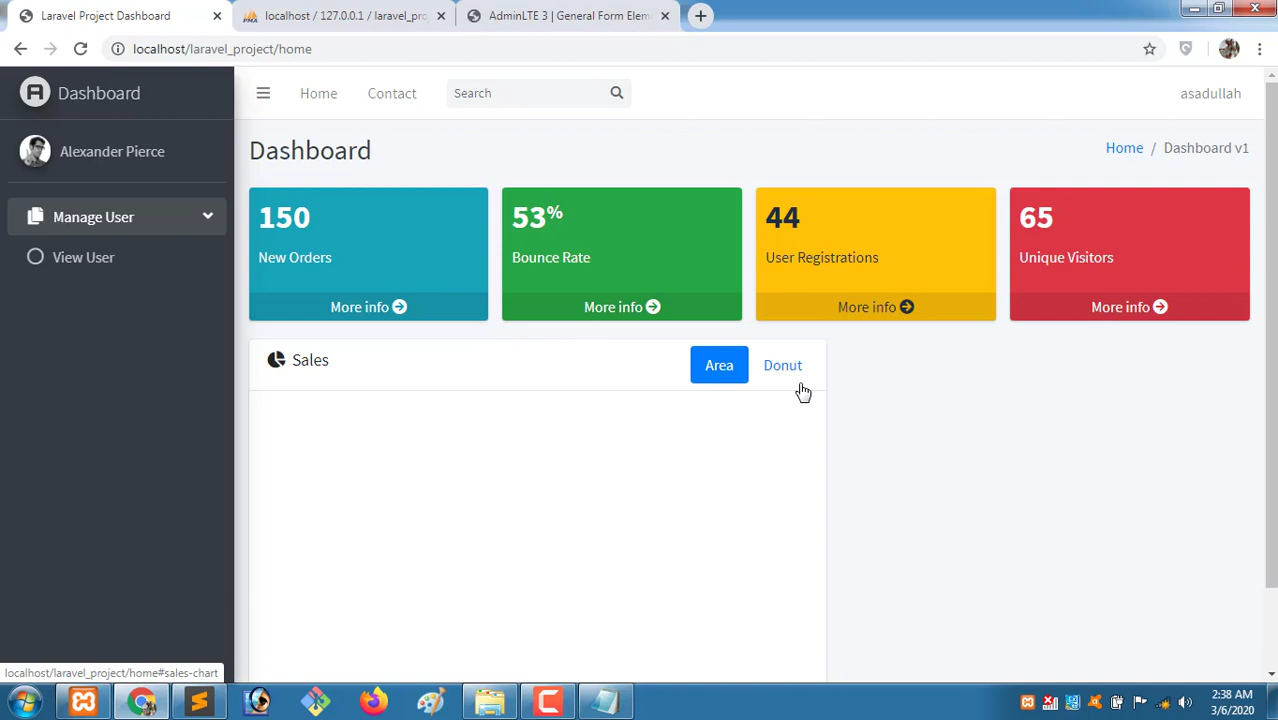 Laravel Project Dashboard
localhost / 127.0.0.1 / laravel_pro
AdminLTE 3 | General Form Elem
localhost/laravel_project/home
Dashboard
Home
Contact
Search
asadullah
Alexander Pierce
Dashboard
Home / Dashboard v1
Manage User
View User
150
New Orders
More info
53%
Bounce Rate
More info
44
User Registrations
More info
65
Unique Visitors
More info
Sales
Area
Donut
localhost/laravel_project/home#sales-chart
2:38 AM
3/6/2020